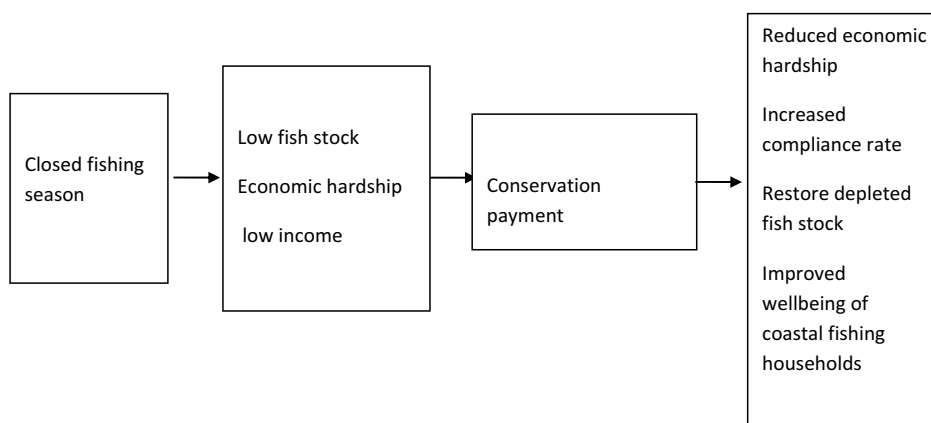 Closed fishing
season
Low fish stock
Economic hardship
low income
Conservation
payment
Reduced economic
hardship
Increased
compliance rate
Restore depleted
fish stock
Improved
wellbeing of
coastal fishing
households